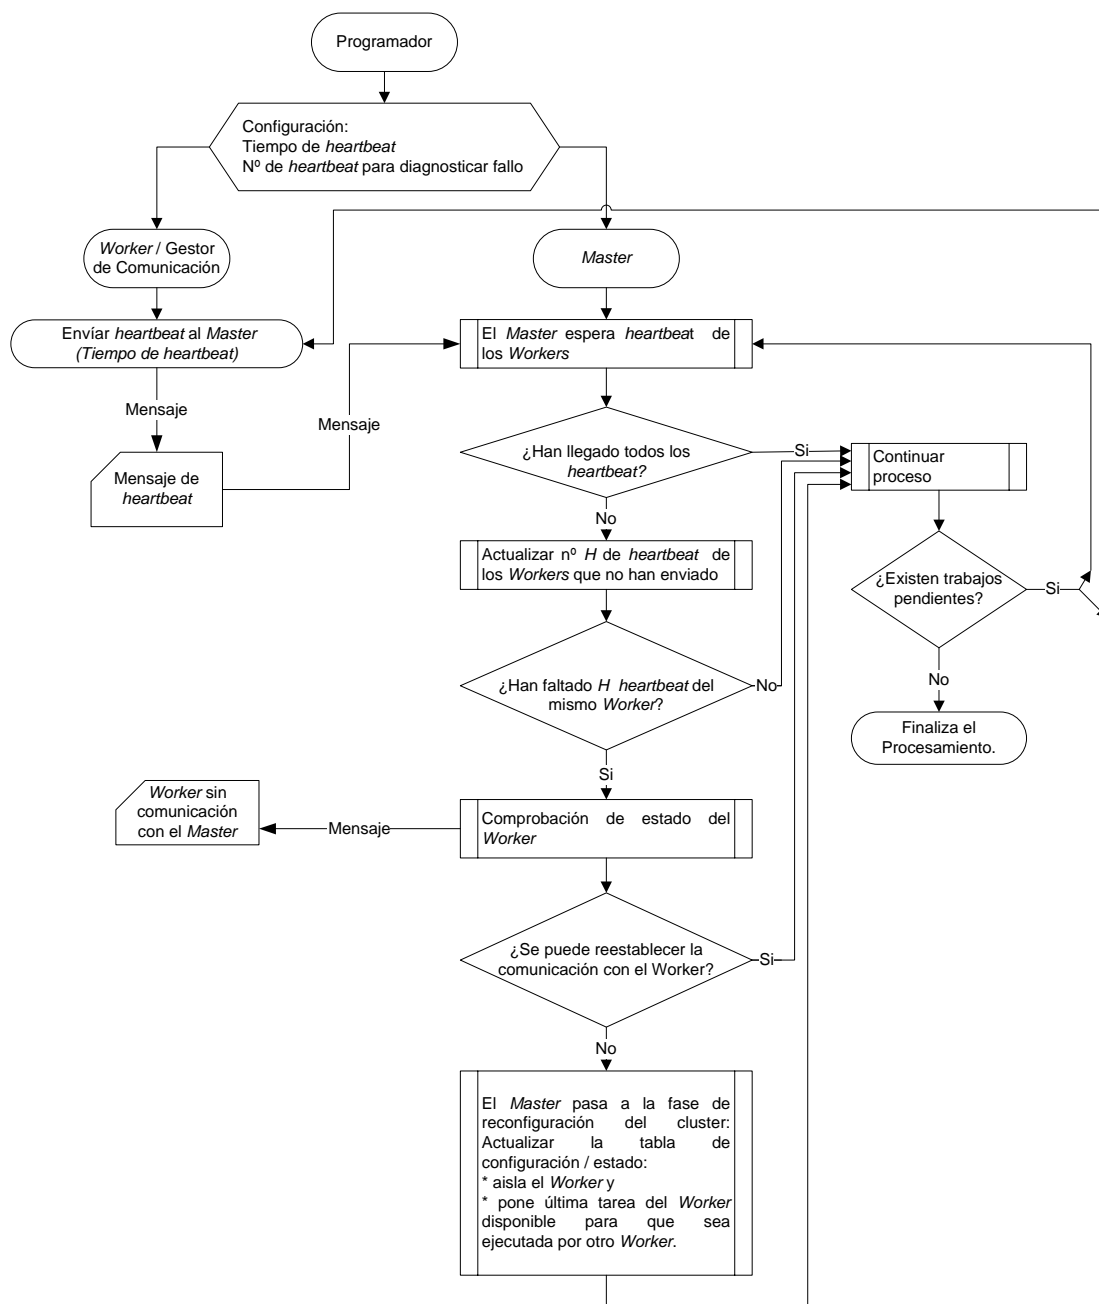 Programador
Configuración:
Tiempo de heartbeat
Nº de heartbeat para diagnosticar fallo
Worker / Gestor
de Comunicación
Master
Envíar heartbeat al Master
(Tiempo de heartbeat)
El Master espera heartbeat de
los Workers
Mensaje
Mensaje
Mensaje de
heartbeat
¿Han llegado todos los
heartbeat?
Si
Continuar
proceso
No
Actualizar nº H de heartbeat de
los Workers que no han enviado
¿Existen trabajos
pendientes?
Si
No
Finaliza el
Procesamiento.
¿Han faltado H heartbeat del
mismo Worker?
No
Si
Worker sin
comunicación
con el Master
Mensaje
Comprobación de estado del
Worker
¿Se puede reestablecer la
comunicación con el Worker?
Si
No
El Master pasa a la fase de
reconfiguración del cluster:
Actualizar la tabla de
configuración / estado:
* aisla el Worker y
* pone última tarea del Worker
disponible para que sea
ejecutada por otro Worker.